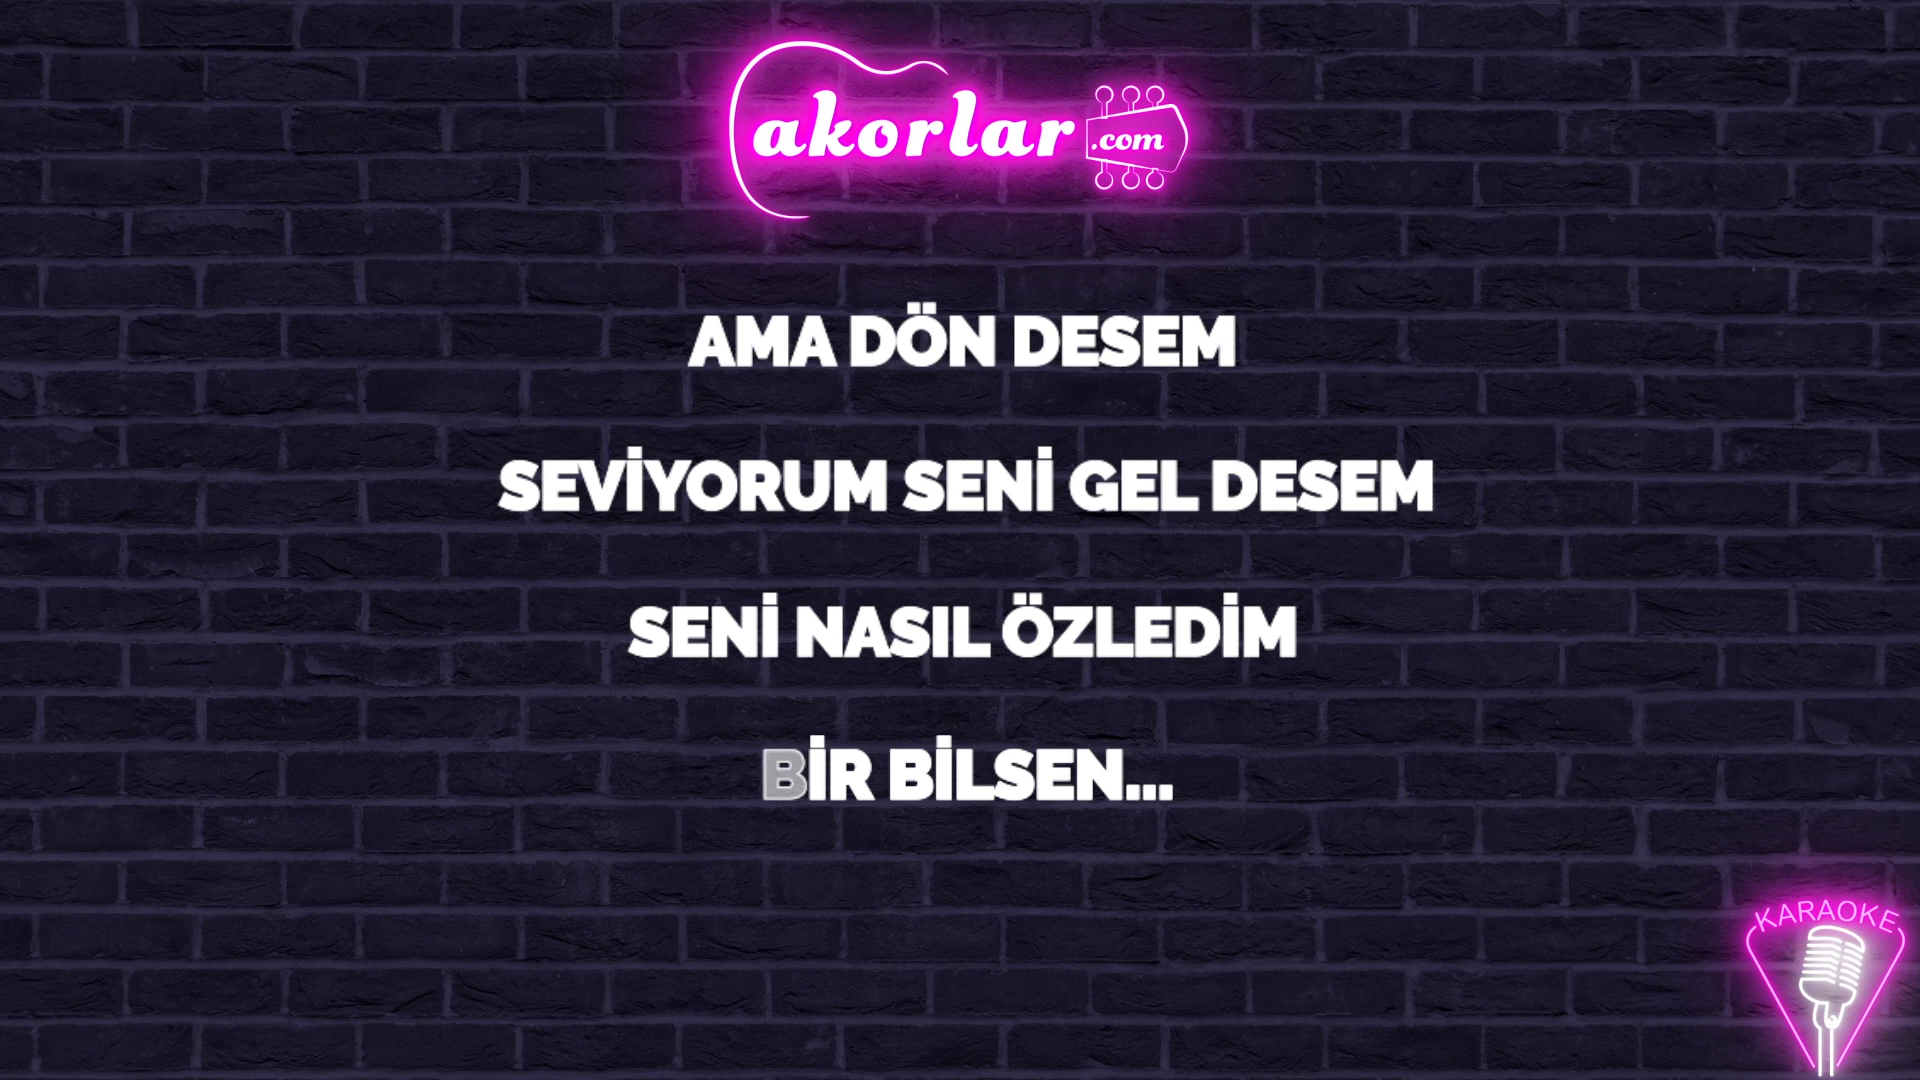 akorlar.com
AMA DÖN DESEM
SEVİYORUM SENİ GEL DESEM
SENİ NASIL ÖZLEDİM
BİR BİLSEN...
KARAOKE